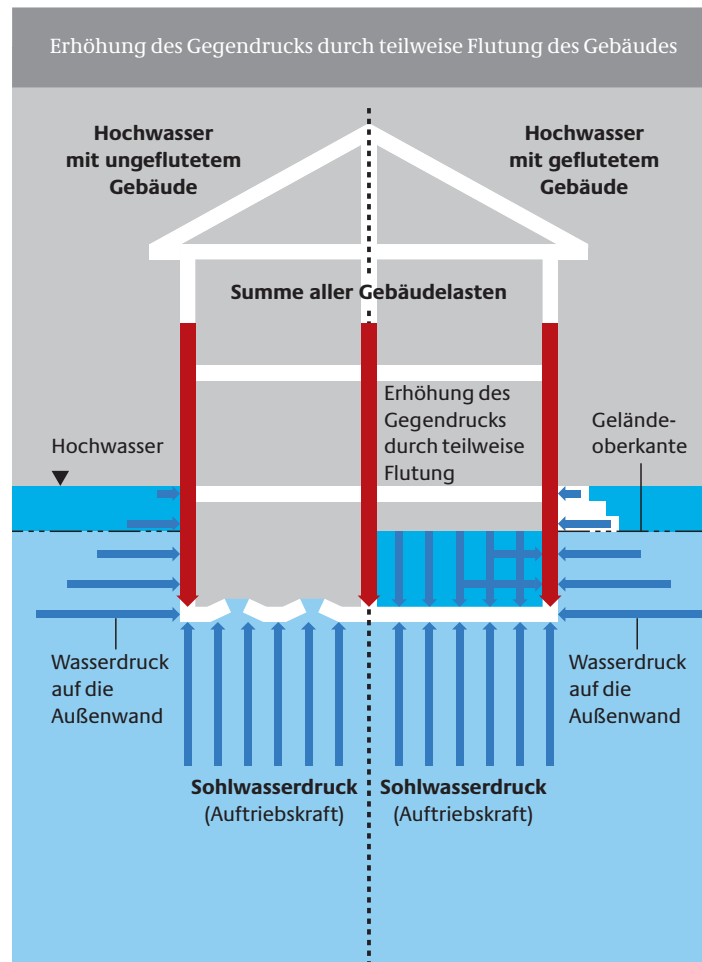 Erhöhung des Gegendrucks durch teilweise Flutung des Gebäudes
Hochwasser
mit ungeflutetem
Gebäude
Hochwasser
mit geflutetem
Gebäude
Summe aller Gebäudelasten
Erhöhung des
Gegendrucks
durch teilweise
Flutung
Hochwasser
Gelände-
oberkante
Wasserdruck
auf die
Außenwand
Wasserdruck
auf die
Außenwand
Sohlwasserdruck
(Auftriebskraft)
Sohlwasserdruck
(Auftriebskraft)